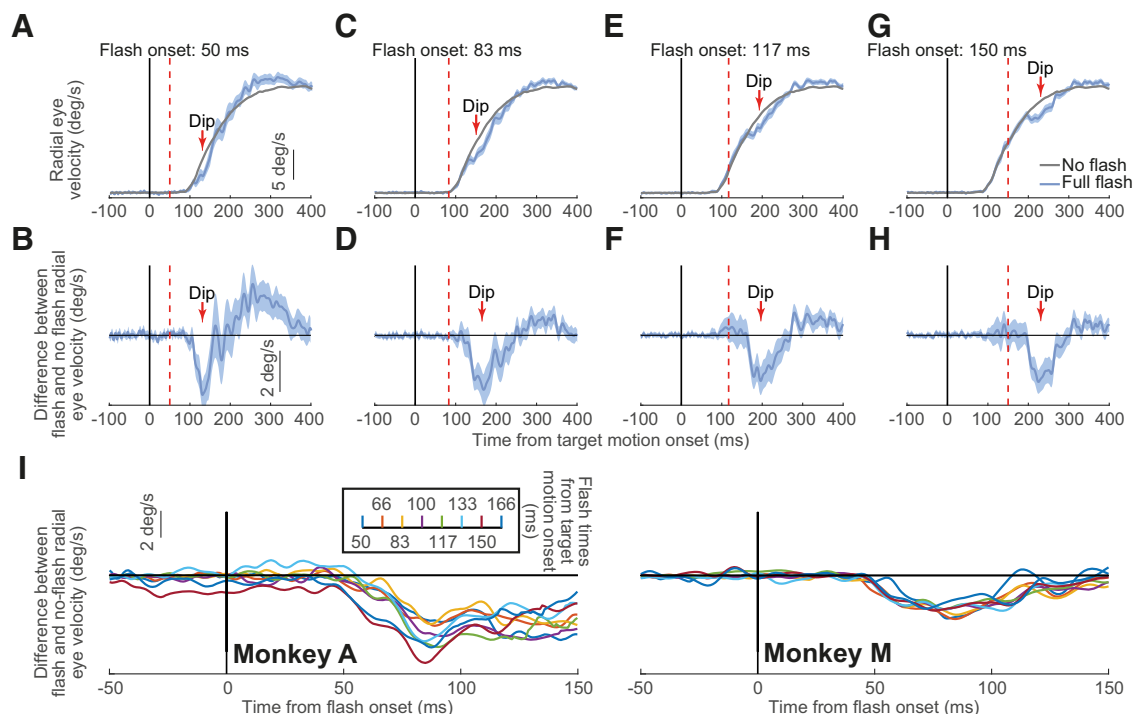 A
C
E
G
Flash onset: 50 ms
Flash onset: 83 ms
Flash onset: 117 ms
Flash onset: 150 ms
Radial eye
velocity (deg/s)
Dip
Dip
Dip
Dip
5 deg/s
No flash
Full flash
-100 0 100 200 300 400
-100 0 100 200 300 400
-100 0 100 200 300 400
-100 0 100 200 300 400
B
D
F
H
Difference between
flash and no flash radial
eye velocity (deg/s)
Dip
Dip
Dip
Dip
2 deg/s
-100 0 100 200 300 400
-100 0 100 200 300 400
-100 0 100 200 300 400
-100 0 100 200 300 400
Time from target motion onset (ms)
I
Difference between
flash and no-flash radial
eye velocity (deg/s)
2 deg/s
66 100 133 166
50 83 117 150
Flash times
from target
motion onset
(ms)
Monkey A
Monkey M
-50 0 50 100 150
-50 0 50 100 150
Time from flash onset (ms)
Time from flash onset (ms)